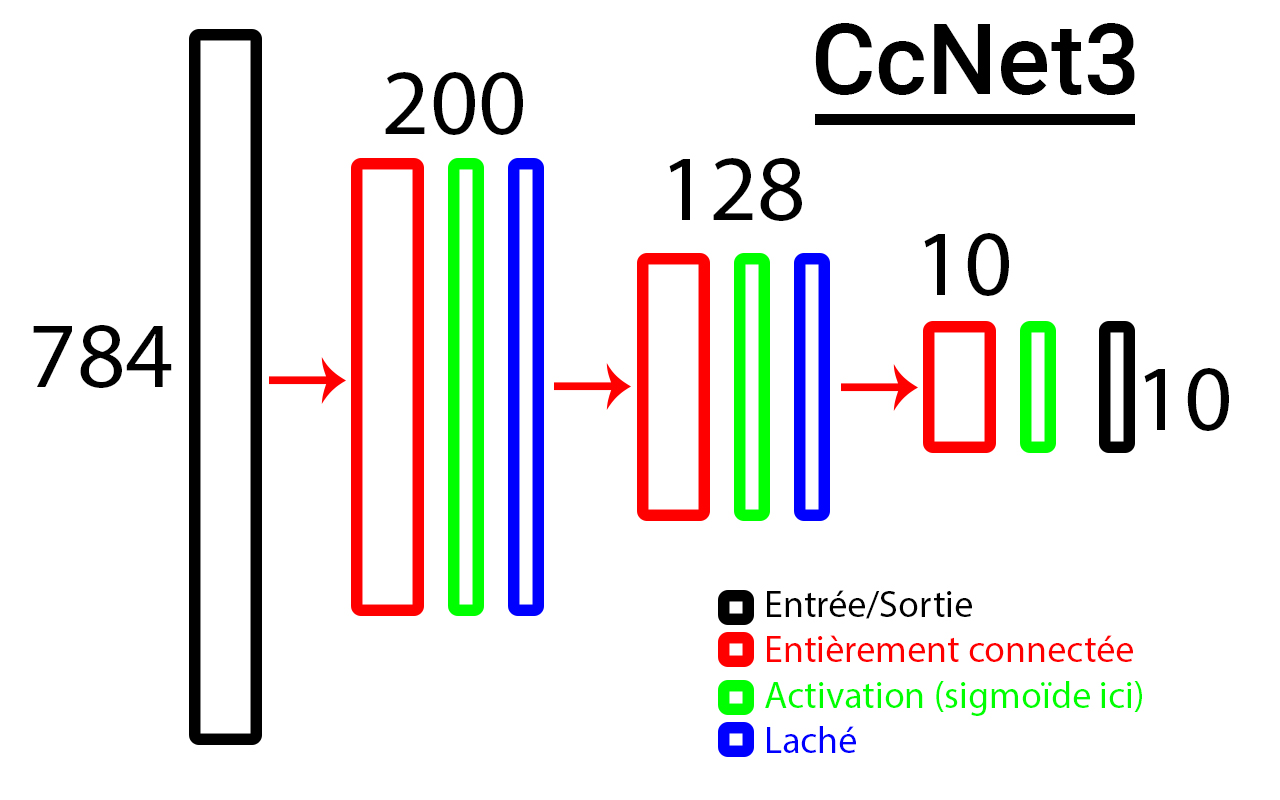 CcNet3
200
128
10
784
10
Entrée/Sortie
Entièrement connectée
Activation (sigmoïde ici)
Laché